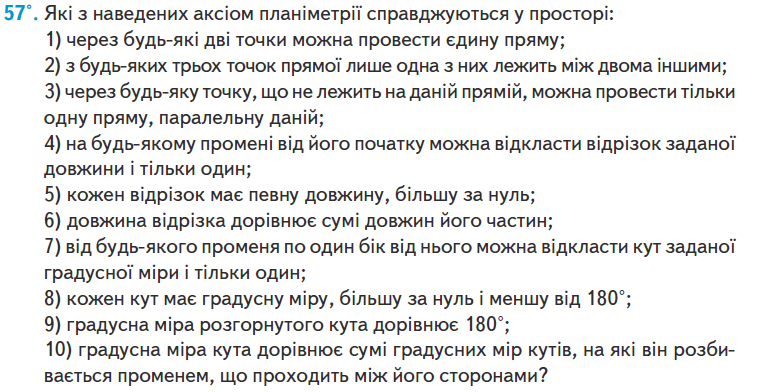 57°. Які з наведених аксіом планіметрії справджуються у просторі:
1) через будь-які дві точки можна провести єдину пряму;
2) з будь-яких трьох точок прямої лише одна з них лежить між двома іншими;
3) через будь-яку точку, що не лежить на даній прямій, можна провести тільки
одну пряму, паралельну даній;
4) на будь-якому промені від його початку можна відкласти відрізок заданої
довжини і тільки один;
5) кожен відрізок має певну довжину, більшу за нуль;
6) довжина відрізка дорівнює сумі довжин його частин;
7) від будь-якого променя по один бік від нього можна відкласти кут заданої
градусної міри і тільки один;
8) кожен кут має градусну міру, більшу за нуль і меншу від 180°;
9) градусна міра розгорнутого кута дорівнює 180°;
10) градусна міра кута дорівнює сумі градусних мір кутів, на які він розби-
вається променем, що проходить між його сторонами?